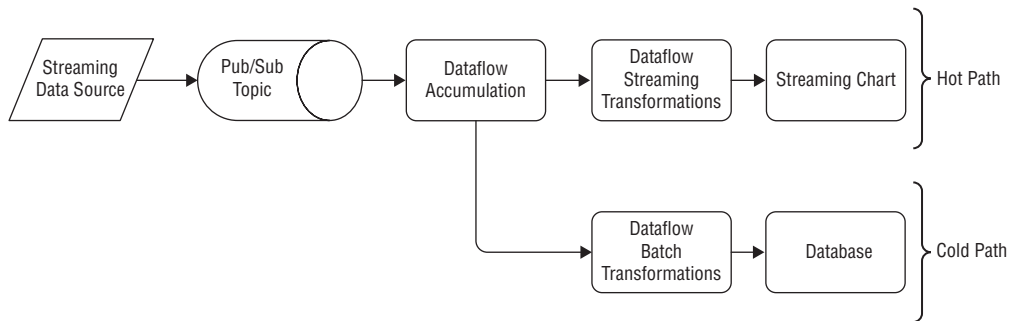 Streaming
Data Source
Pub/Sub
Topic
Dataflow
Accumulation
Dataflow
Streaming
Transformations
Streaming Chart
Hot Path
Dataflow
Batch
Transformations
Database
Cold Path